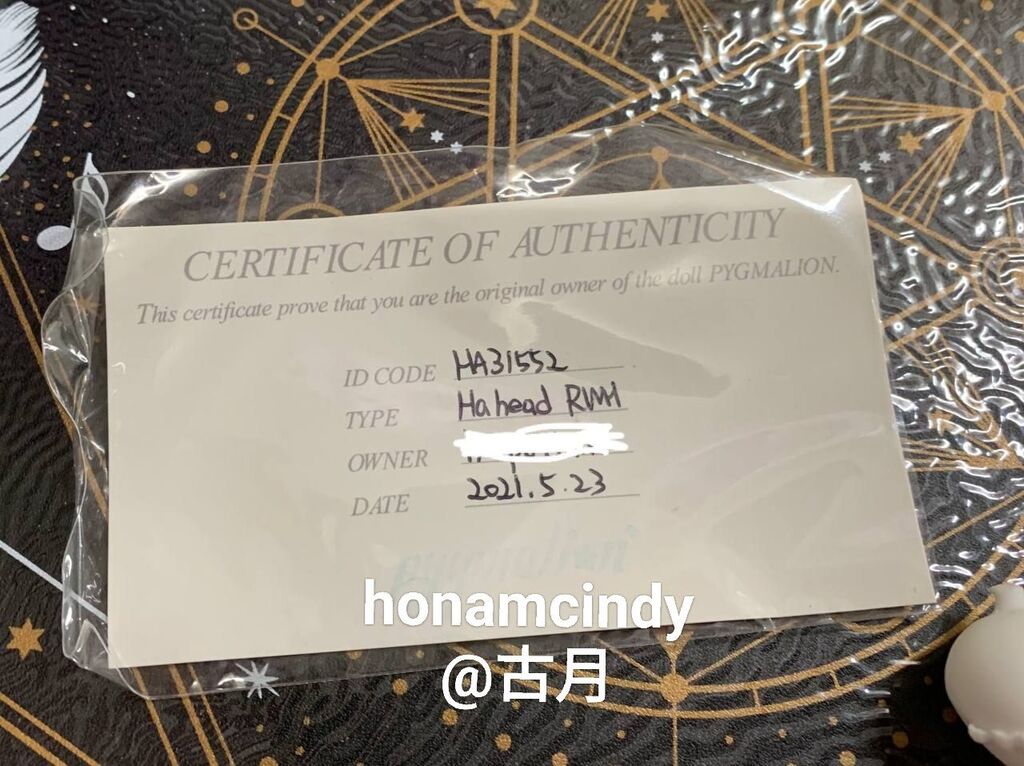 CERTIFICATE OF AUTHENTICITY
This certificate prove that you are the original owner of the doll PYGMALION.
ID CODE HA31552
TYPE Ha head RWH
OWNER
DATE 2021.5.23
honamcindy
@古月